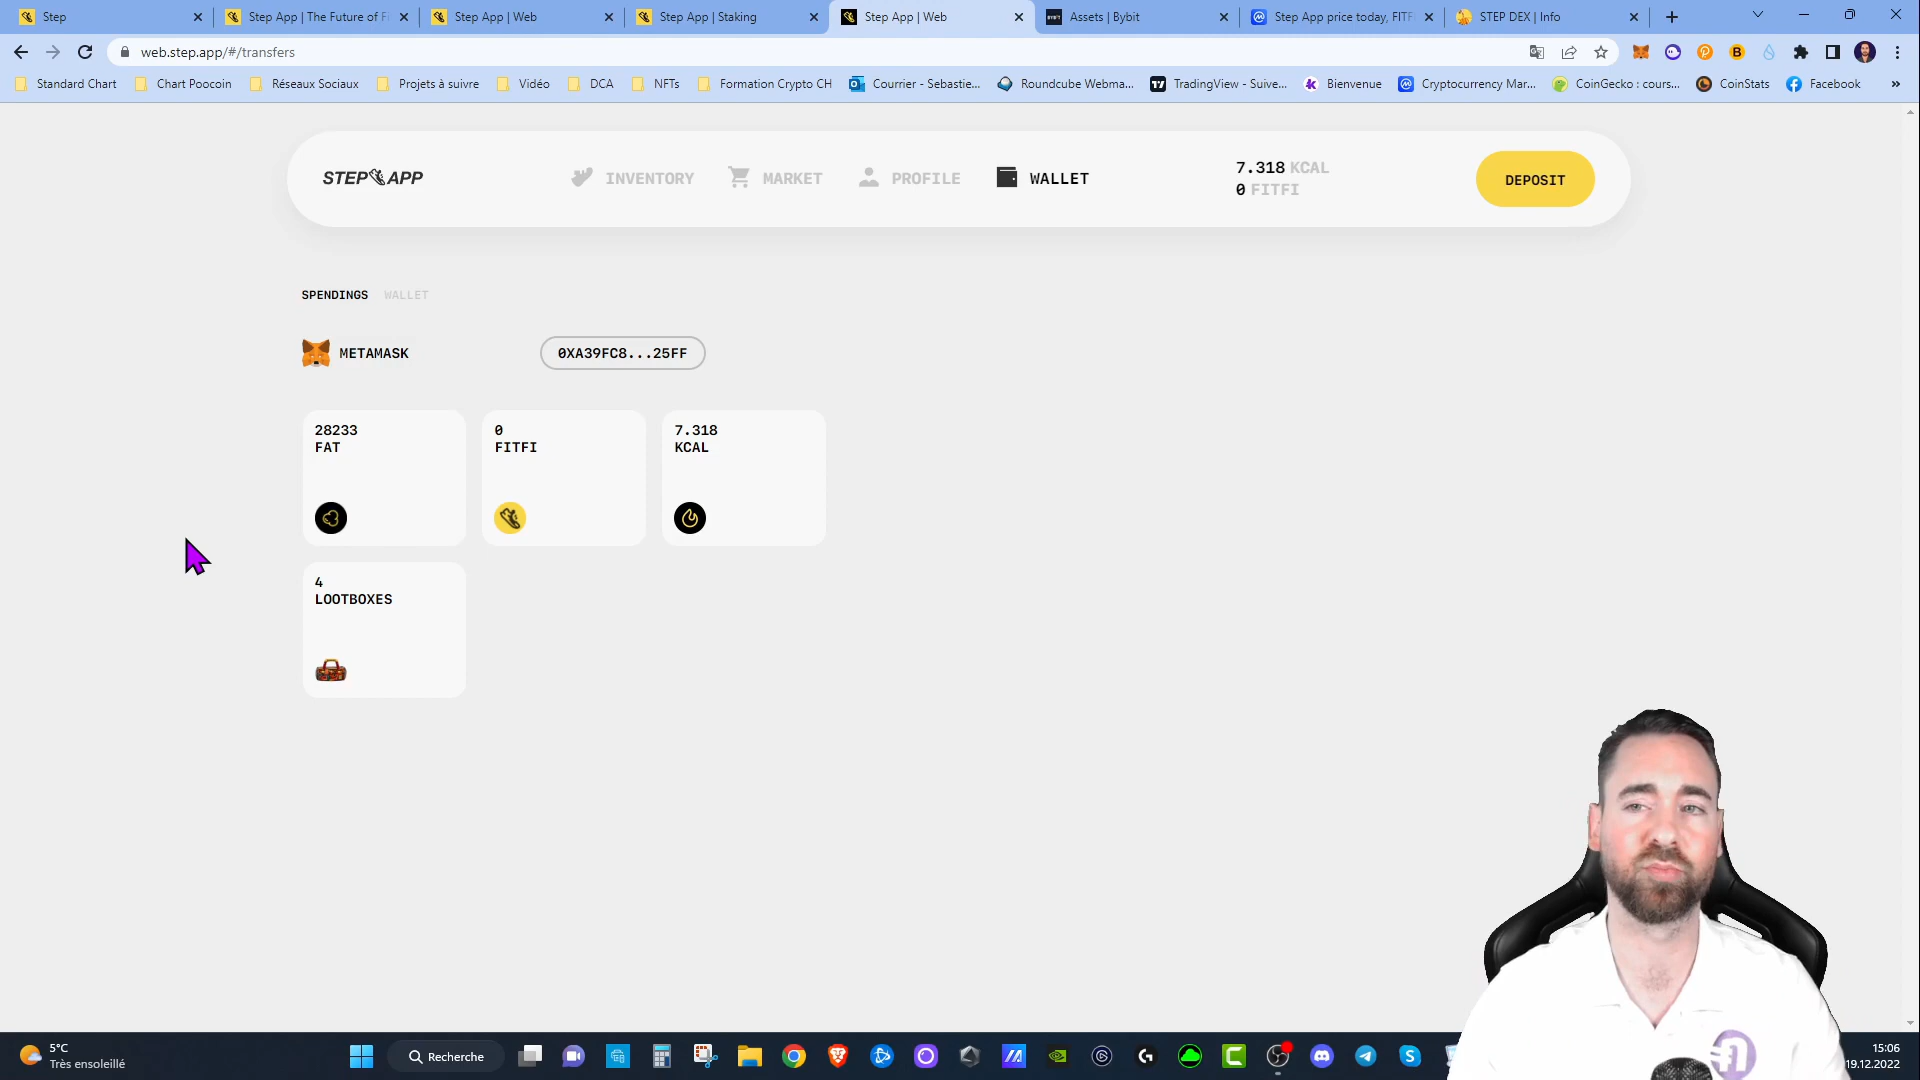 Step
Step App | The Future of Fi
Step App | Web
Step App | Staking
Step App | Web
Assets | Bybit
Step App price today, FITF
STEP DEX | Info
web.step.app/#/transfers
Standard Chart
Chart Poocoin
Réseaux Sociaux
Projets à suivre
Vidéo
DCA
NFTs
Formation Crypto CH
Courrier - Sebastie...
Roundcube Webma...
TradingView - Suive...
Bienvenue
Cryptocurrency Mar...
CoinGecko : cours...
CoinStats
Facebook
»
STEP APP
INVENTORY
MARKET
PROFILE
WALLET
7.318 KCAL
0 FITFI
DEPOSIT
SPENDINGS WALLET
METAMASK
0XA39FC8...25FF
28233
FAT
0
FITFI
7.318
KCAL
4
LOOTBOXES
5°C
Très ensoleillé
Recherche
15:06
19.12.2022